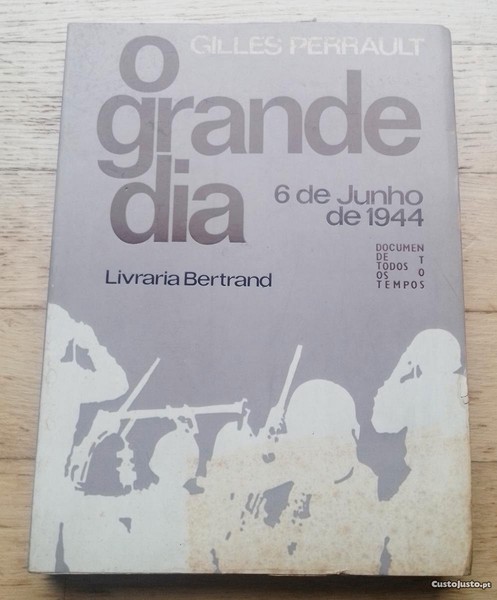 GILLES PERRAULT
o
grande
dia
6 de Junho
de 1944
DOCUMEN
DE T
TODOS O
OS
TEMPOS
Livraria Bertrand
CustoJusto.pt